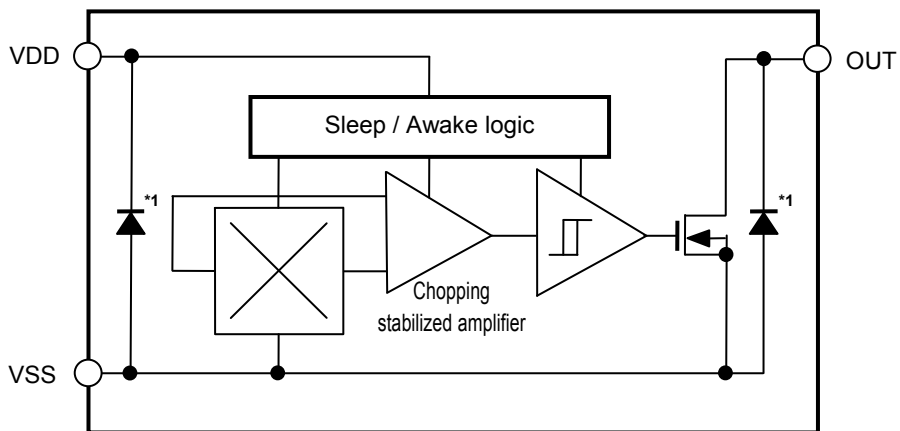 VDD
OUT
Sleep / Awake logic
*1
*1
Chopping
stabilized amplifier
VSS